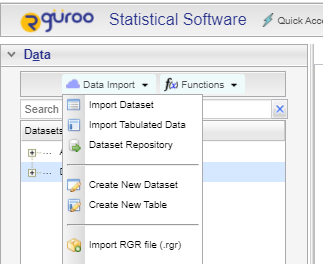 Rguroo Statistical Software Quick Acc
Data
Data Import f(x) Functions
Search
Datasets
Import Dataset
Import Tabulated Data
Dataset Repository
Create New Dataset
Create New Table
Import RGR file (.rgr)